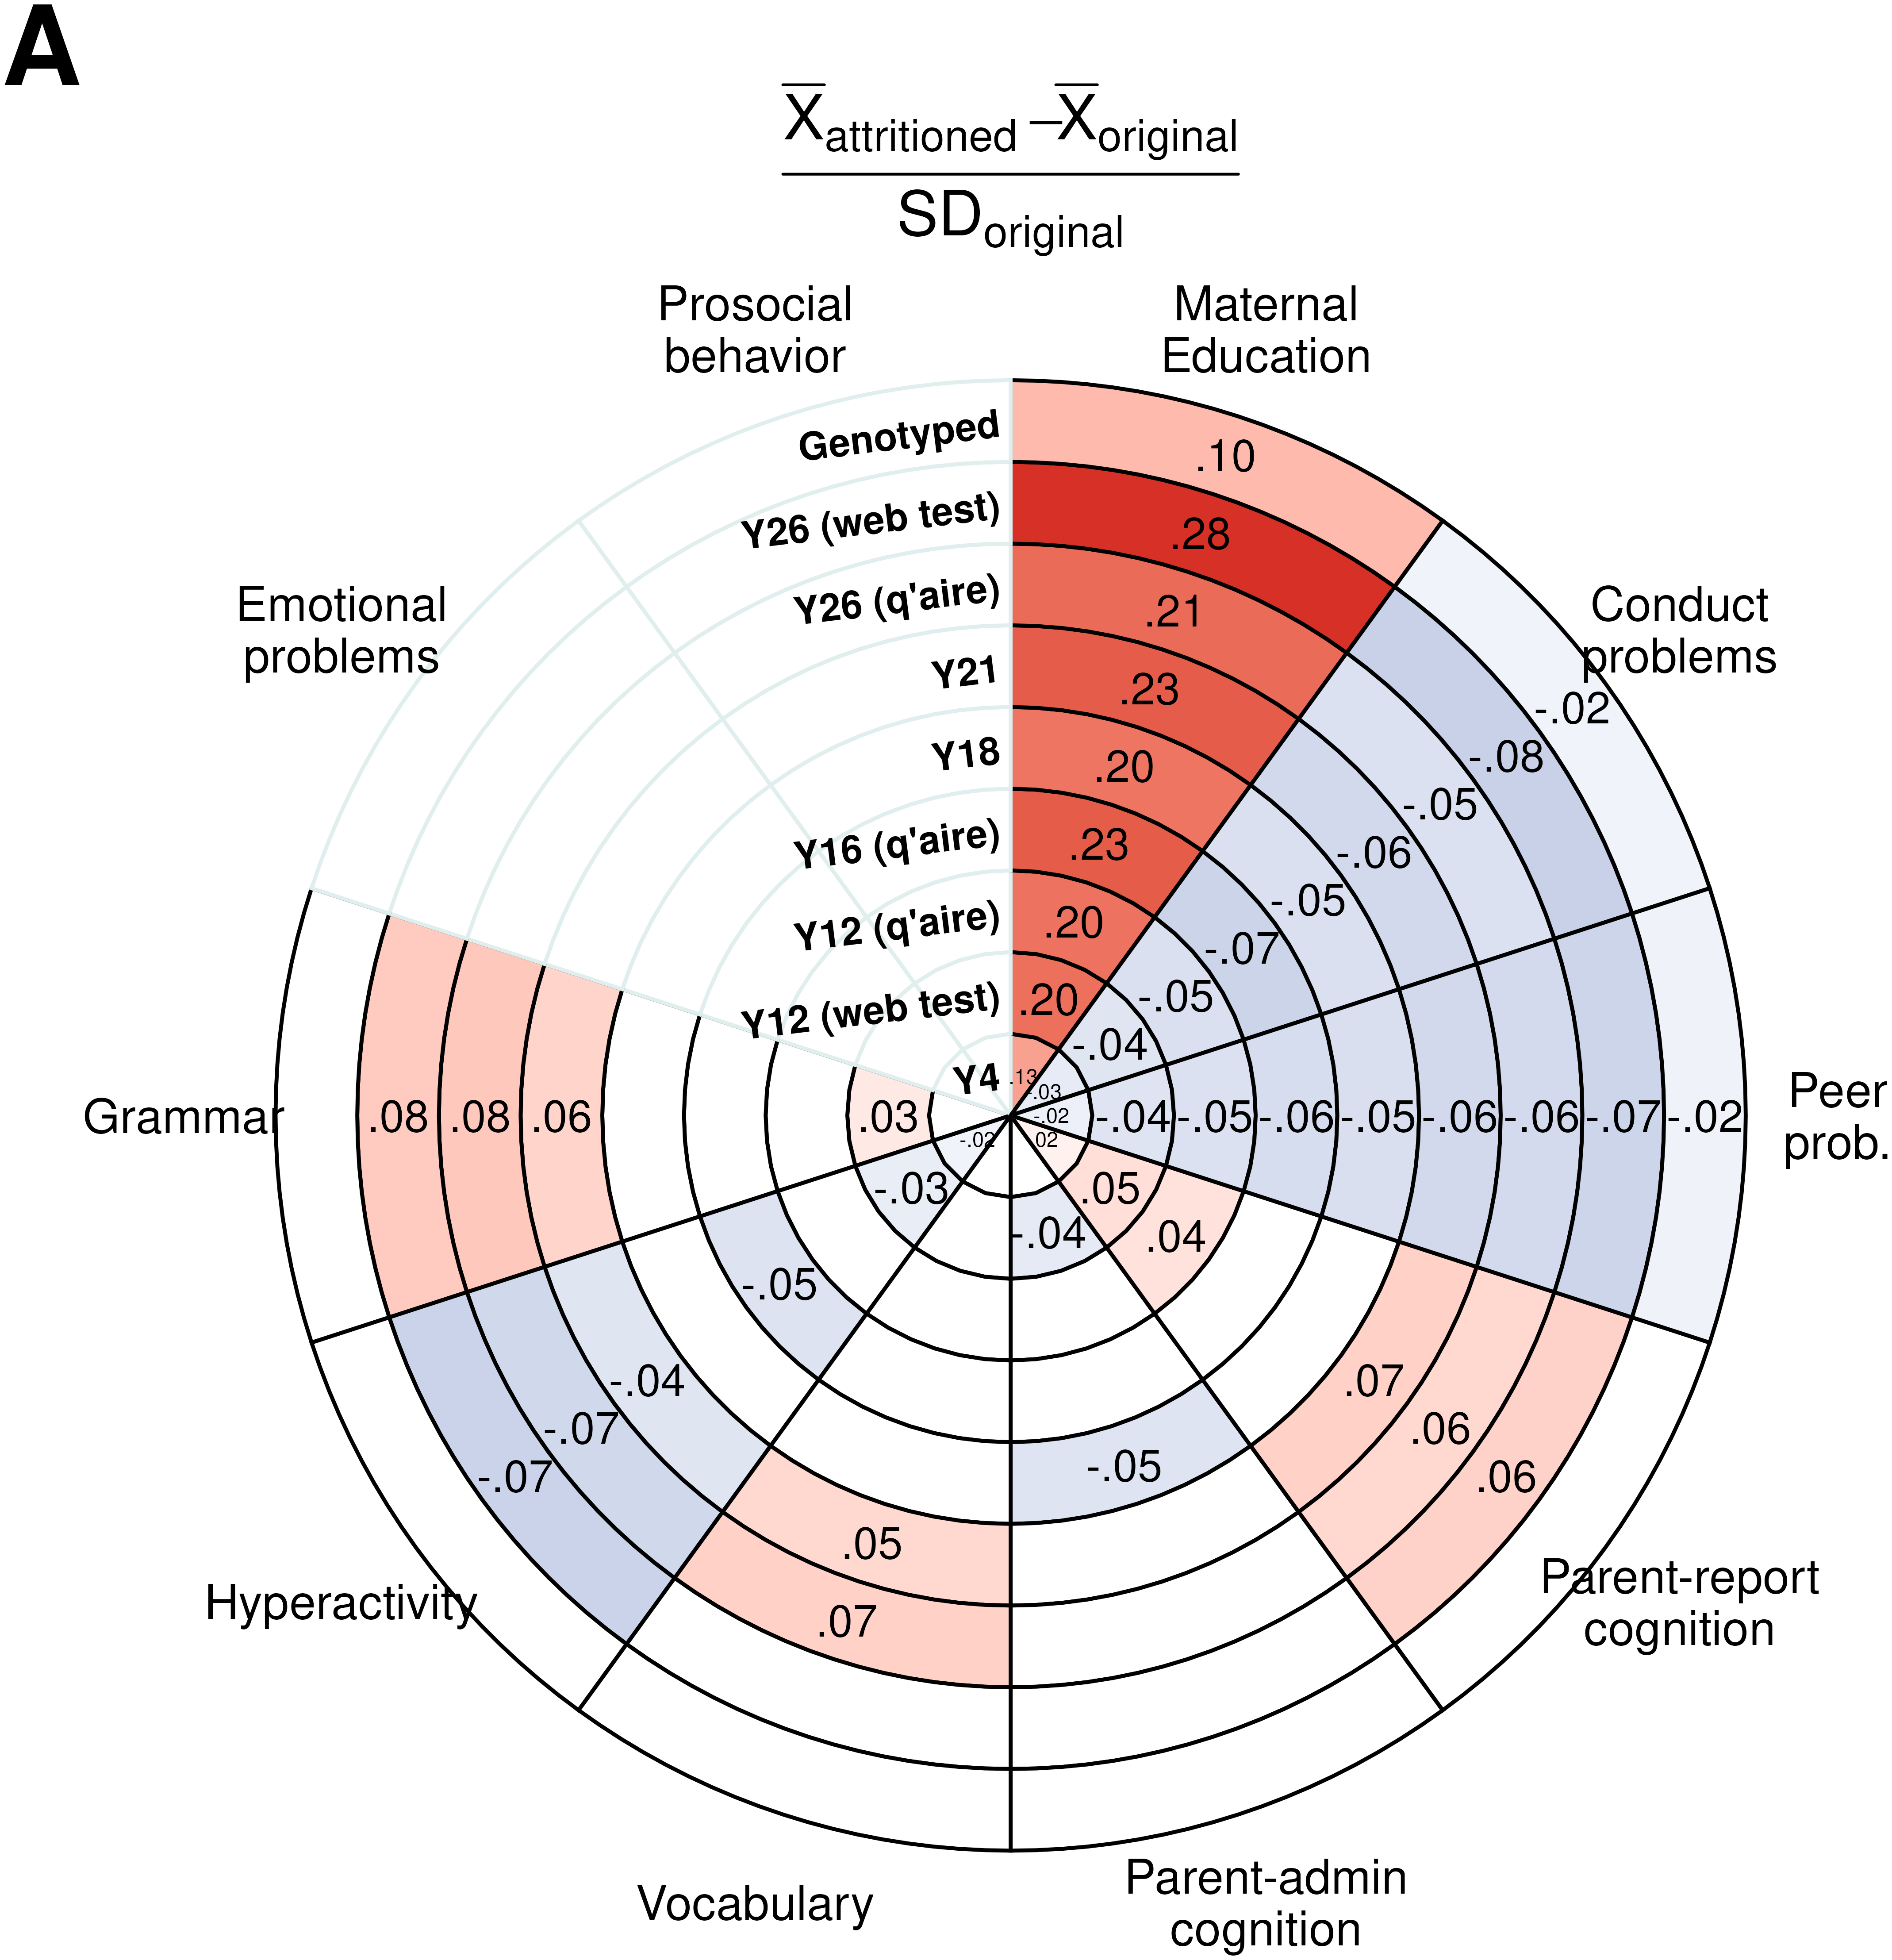 A
X̅attritioned –X̅original
SDoriginal
Prosocial
behavior
Maternal
Education
Emotional
problems
Conduct
problems
Genotyped
.10
Y26 (web test)
.28
Y26 (q'aire)
.21
Y21
.23
Y18
.20
Y16 (q'aire)
.23
Y12 (q'aire)
.20
Y12 (web test)
.20
Y4
.13
-.02
-.08
-.05
-.06
-.05
-.07
-.05
-.04
-.03
Grammar
.08
.08
.06
.03
-.02
-.04
-.05
-.06
-.05
-.06
-.06
-.07
-.02
Peer
prob.
-.02
02
-.03
-.04
.05
.04
-.05
-.04
-.07
-.07
-.05
.07
.06
.06
.05
.07
Hyperactivity
Parent-report
cognition
Vocabulary
Parent-admin
cognition